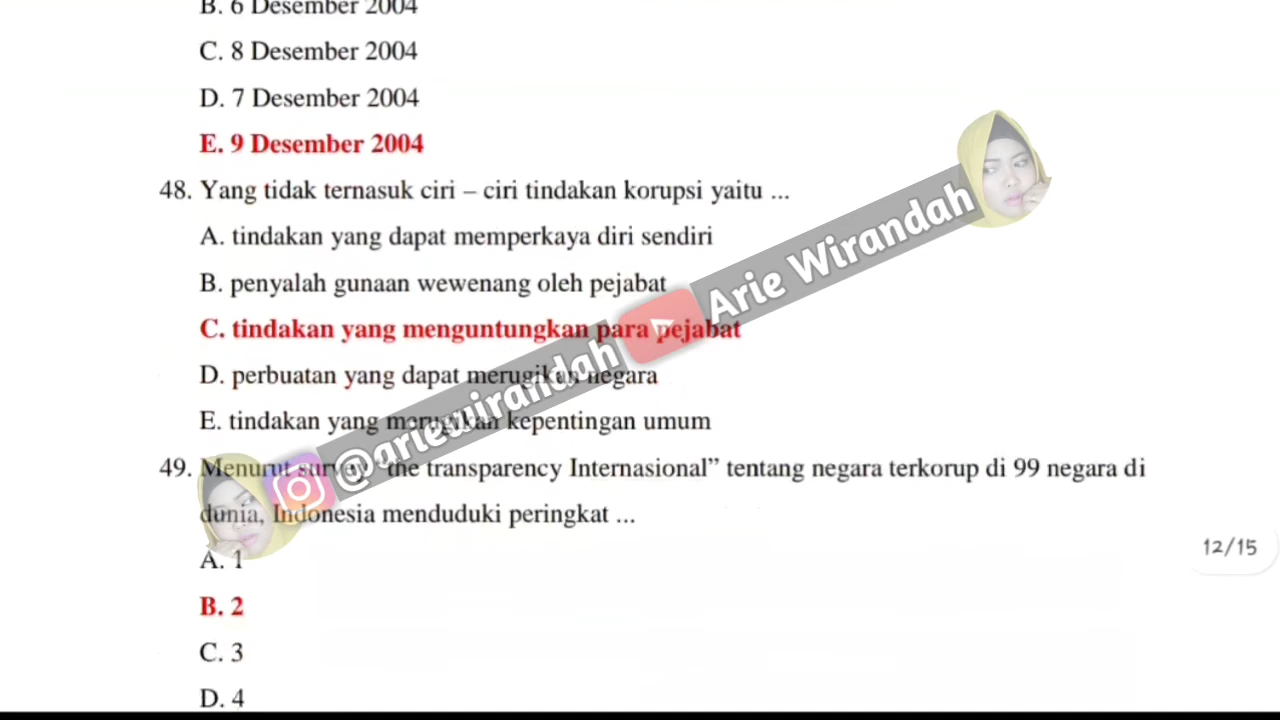 B. 6 Desember 2004
C. 8 Desember 2004
D. 7 Desember 2004
E. 9 Desember 2004
48. Yang tidak ternasuk ciri – ciri tindakan korupsi yaitu ...
A. tindakan yang dapat memperkaya diri sendiri
B. penyalah gunaan wewenang oleh pejabat
C. tindakan yang menguntungkan para pejabat
D. perbuatan yang dapat merugikan negara
E. tindakan yang merugikan kepentingan umum
49. Menurut survey "the transparency Internasional" tentang negara terkorup di 99 negara di
dunia, Indonesia menduduki peringkat ...
A. 1
B. 2
C. 3
D. 4
@ariewirandah
Arie Wirandah
12/15